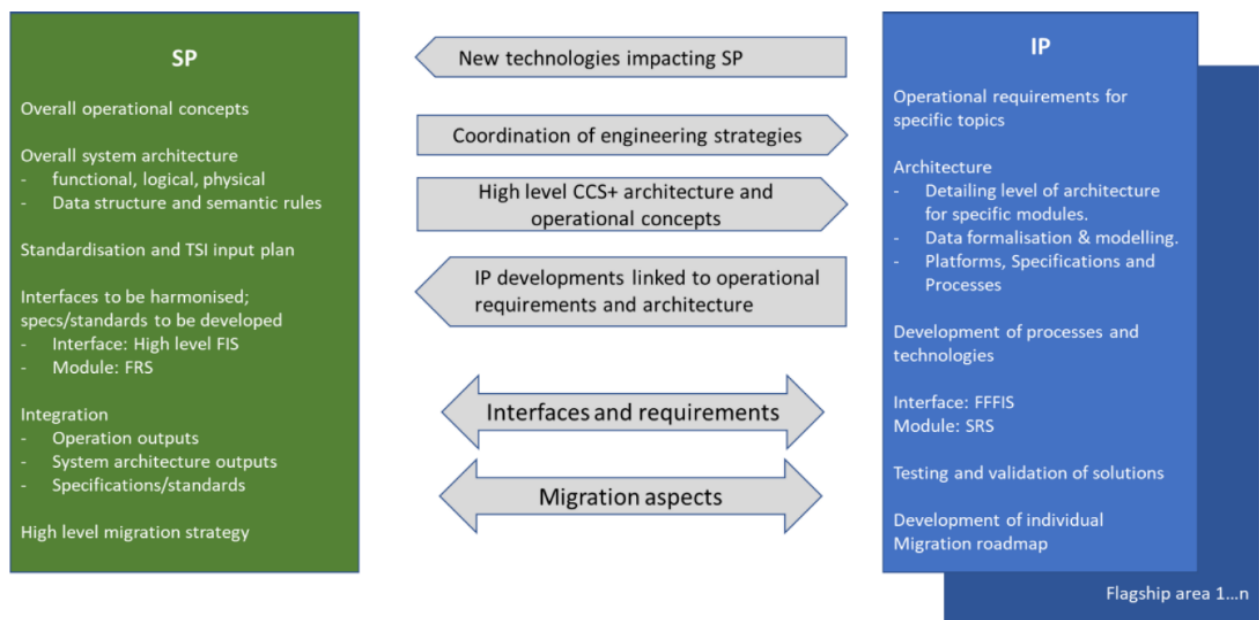 SP
Overall operational concepts
Overall system architecture
- functional, logical, physical
- Data structure and semantic rules
Standardisation and TSI input plan
Interfaces to be harmonised;
specs/standards to be developed
- Interface: High level FIS
- Module: FRS
Integration
- Operation outputs
- System architecture outputs
- Specifications/standards
High level migration strategy
New technologies impacting SP
Coordination of engineering strategies
High level CCS+ architecture and
operational concepts
IP developments linked to operational
requirements and architecture
Interfaces and requirements
Migration aspects
IP
Operational requirements for
specific topics
Architecture
- Detailing level of architecture
for specific modules.
- Data formalisation & modelling.
- Platforms, Specifications and
Processes
Development of processes and
technologies
Interface: FFFIS
Module: SRS
Testing and validation of solutions
Development of individual
Migration roadmap
Flagship area 1...n